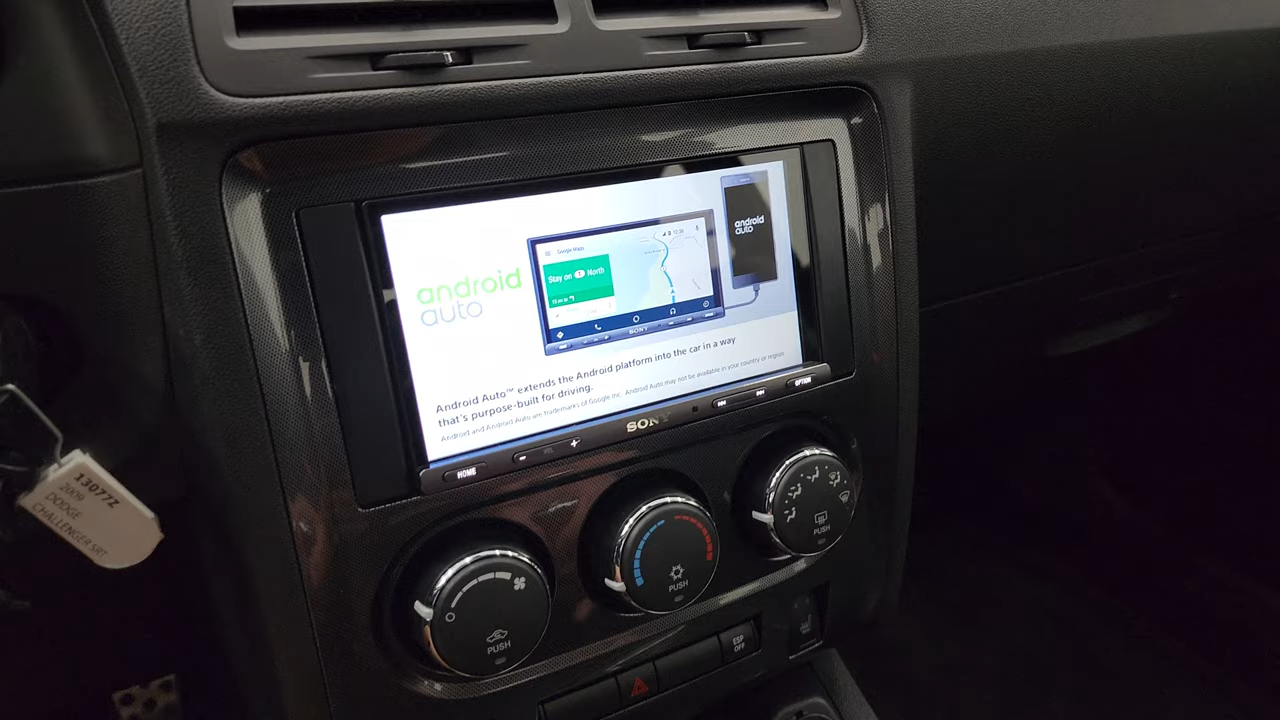 android
auto
Google Maps
12:36
Stay on 1 North
android
auto
SONY
Android Auto™ extends the Android platform into the car in a way
that's purpose-built for driving.
Android and Android Auto are trademarks of Google Inc. Android Auto may not be available in your country or region.
HOME
- VOL +
SONY
OPTION
13077Z
2009
DODGE
CHALLENGER SRT
PUSH
PUSH
PUSH
ESP
OFF